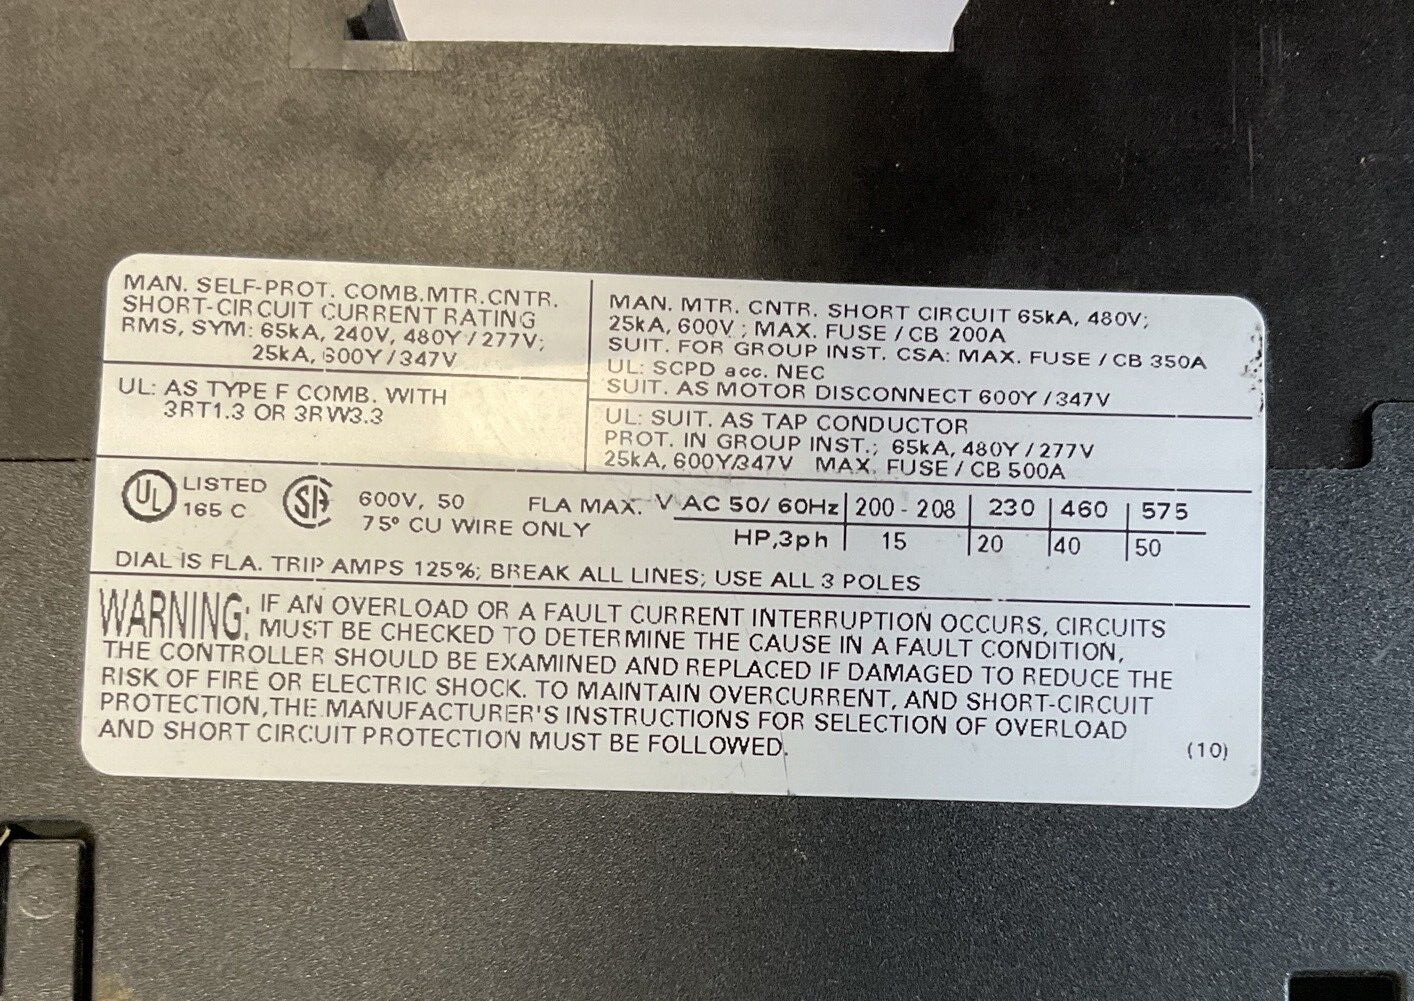 MAN. SELF-PROT. COMB.MTR.CNTR.
SHORT-CIRCUIT CURRENT RATING
RMS, SYM: 65kA, 240V, 480Y/277V;
25kA, 600Y/347V
UL: AS TYPE F COMB. WITH
3RT1.3 OR 3RW3.3
MAN. MTR. CNTR. SHORT CIRCUIT 65kA, 480V;
25kA, 600V; MAX. FUSE/CB 200A
SUIT. FOR GROUP INST. CSA: MAX. FUSE/CB 350A
UL: SCPD acc. NEC
SUIT. AS MOTOR DISCONNECT 600Y/347V
UL: SUIT. AS TAP CONDUCTOR
PROT. IN GROUP INST.; 65kA, 480Y/277V
25kA, 600Y/347V MAX. FUSE/CB 500A
UL LISTED
165 C
SA
600V, 50 FLA MAX.
75° CU WIRE ONLY
V AC 50/60Hz 200-208 230 460 575
HP,3ph 15 20 40 50
DIAL IS FLA. TRIP AMPS 125%; BREAK ALL LINES; USE ALL 3 POLES
WARNING: IF AN OVERLOAD OR A FAULT CURRENT INTERRUPTION OCCURS, CIRCUITS
MUST BE CHECKED TO DETERMINE THE CAUSE IN A FAULT CONDITION,
THE CONTROLLER SHOULD BE EXAMINED AND REPLACED IF DAMAGED TO REDUCE THE
RISK OF FIRE OR ELECTRIC SHOCK. TO MAINTAIN OVERCURRENT, AND SHORT-CIRCUIT
PROTECTION,THE MANUFACTURER'S INSTRUCTIONS FOR SELECTION OF OVERLOAD
AND SHORT CIRCUIT PROTECTION MUST BE FOLLOWED.
(10)